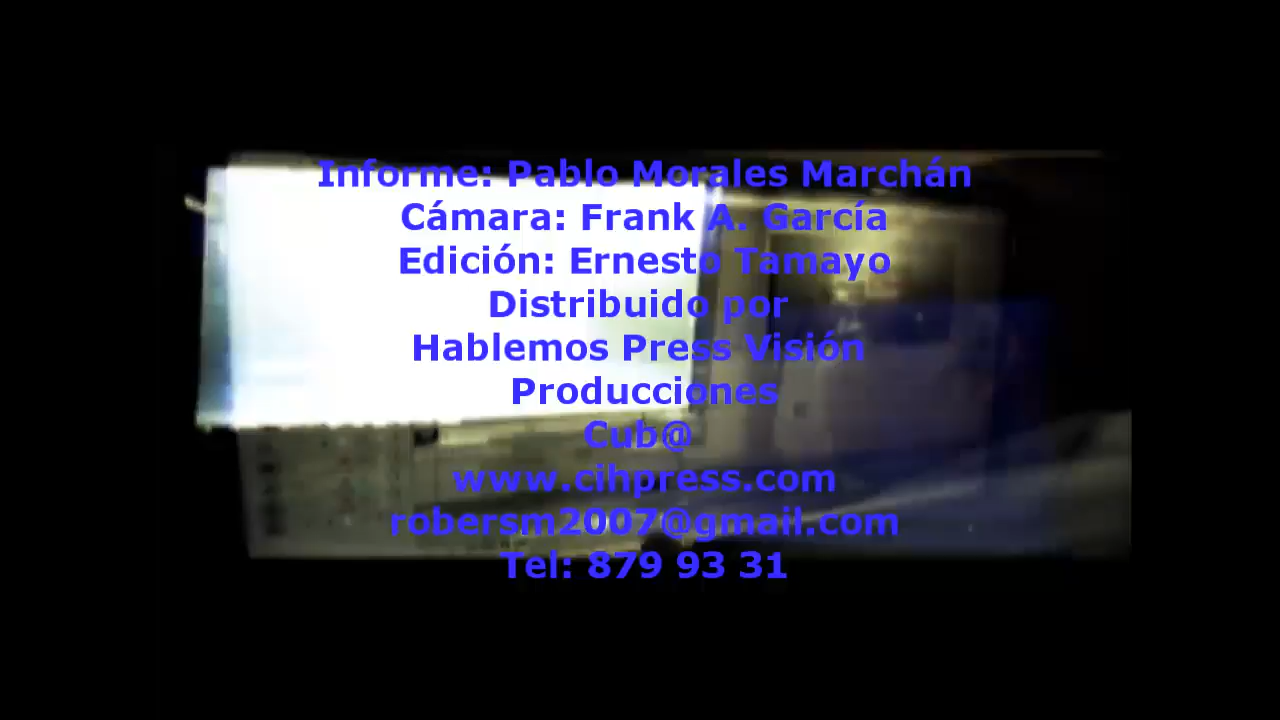 Informe: Pablo Morales Marchán
Cámara: Frank A. García
Edición: Ernesto Tamayo
Distribuido por
Hablemos Press Visión
Producciones
Cub@
www.cihpress.com
robersm2007@gmail.com
Tel: 879 93 31